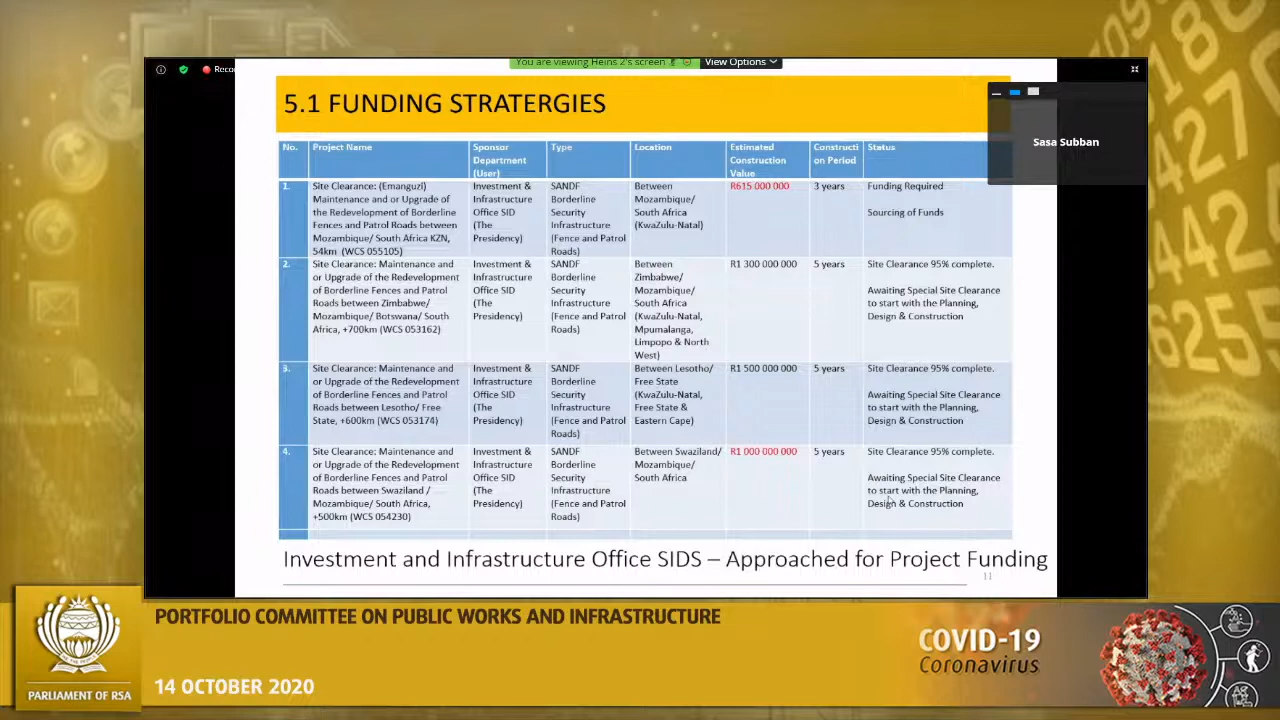 You are viewing Heins 2's screen
View Options
5.1 FUNDING STRATERGIES
Sasa Subban
No.
Project Name
Sponsor
Department
(User)
Type
Location
Estimated
Construction
Value
Constructi
on Period
Status
1.
Site Clearance: (Emanguzi)
Maintenance and or Upgrade of
the Redevelopment of Borderline
Fences and Patrol Roads between
Mozambique/ South Africa KZN,
54km (WCS 055105)
Investment &
Infrastructure
Office SID
(The
Presidency)
SANDF
Borderline
Security
Infrastructure
(Fence and Patrol
Roads)
Between
Mozambique/
South Africa
(KwaZulu-Natal)
R615 000 000
3 years
Funding Required
Sourcing of Funds
2.
Site Clearance: Maintenance and
or Upgrade of the Redevelopment
of Borderline Fences and Patrol
Roads between Zimbabwe/
Mozambique/ Botswana/ South
Africa, +700km (WCS 053162)
Investment &
Infrastructure
Office SID
(The
Presidency)
SANDF
Borderline
Security
Infrastructure
(Fence and Patrol
Roads)
Between
Zimbabwe/
Mozambique/
South Africa
(KwaZulu-Natal,
Mpumalanga,
Limpopo & North
West)
R1 300 000 000
5 years
Site Clearance 95% complete.
Awaiting Special Site Clearance
to start with the Planning,
Design & Construction
3.
Site Clearance: Maintenance and
or Upgrade of the Redevelopment
of Borderline Fences and Patrol
Roads between Lesotho/ Free
State, +600km (WCS 053174)
Investment &
Infrastructure
Office SID
(The
Presidency)
SANDF
Borderline
Security
Infrastructure
(Fence and Patrol
Roads)
Between Lesotho/
Free State
(KwaZulu-Natal,
Free State &
Eastern Cape)
R1 500 000 000
5 years
Site Clearance 95% complete.
Awaiting Special Site Clearance
to start with the Planning,
Design & Construction
4.
Site Clearance: Maintenance and
or Upgrade of the Redevelopment
of Borderline Fences and Patrol
Roads between Swaziland /
Mozambique/ South Africa,
+500km (WCS 054230)
Investment &
Infrastructure
Office SID
(The
Presidency)
SANDF
Borderline
Security
Infrastructure
(Fence and Patrol
Roads)
Between Swaziland/
Mozambique/
South Africa
R1 000 000 000
5 years
Site Clearance 95% complete.
Awaiting Special Site Clearance
to start with the Planning,
Design & Construction
Investment and Infrastructure Office SIDS – Approached for Project Funding
11
PORTFOLIO COMMITTEE ON PUBLIC WORKS AND INFRASTRUCTURE
14 OCTOBER 2020
PARLIAMENT OF RSA
COVID-19
Coronavirus